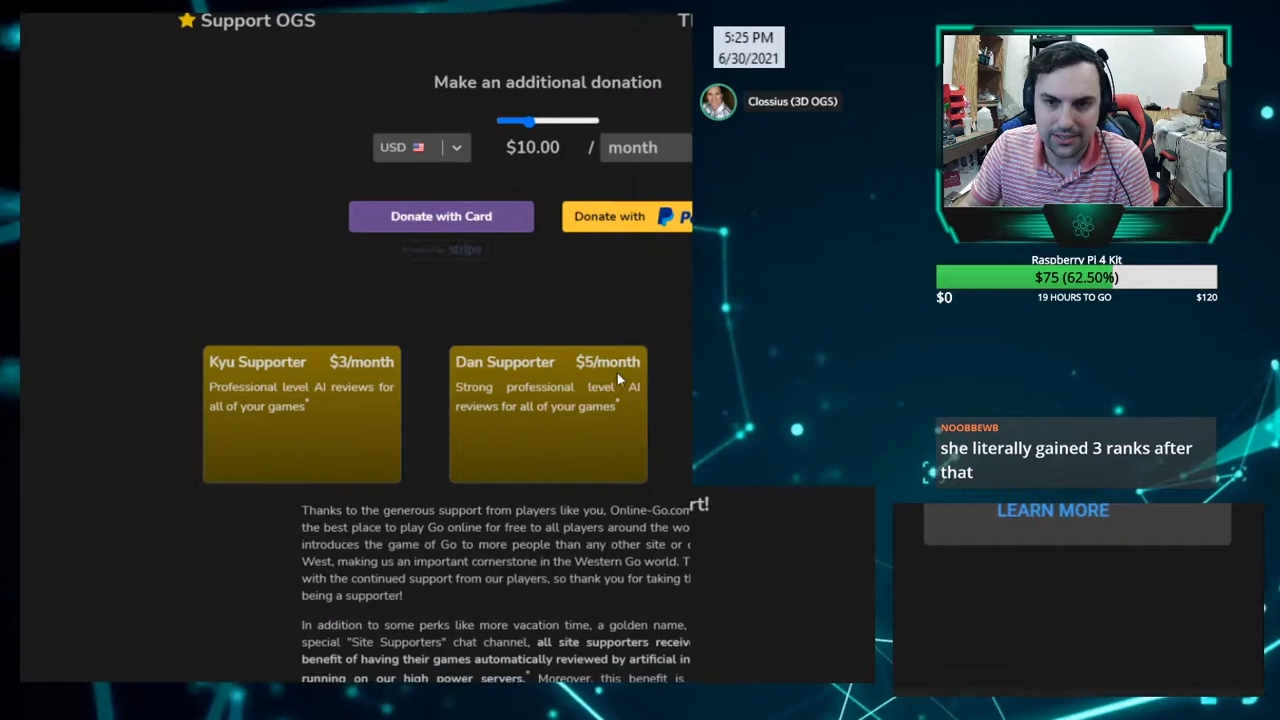 Support OGS
Make an additional donation
USD
$10.00 / month
Donate with Card
Donate with
Powered by stripe
Kyu Supporter $3/month
Professional level AI reviews for
all of your games*
Dan Supporter $5/month
Strong professional level AI
reviews for all of your games*
Thanks to the generous support from players like you, Online-Go.com
the best place to play Go online for free to all players around the wo
introduces the game of Go to more people than any other site or
West, making us an important cornerstone in the Western Go world. T
with the continued support from our players, so thank you for taking th
being a supporter!
In addition to some perks like more vacation time, a golden name,
special "Site Supporters" chat channel, all site supporters receiv
benefit of having their games automatically reviewed by artificial in
running on our high power servers.* Moreover, this benefit is
rt!
5:25 PM
6/30/2021
Clossius (3D OGS)
Raspberry Pi 4 Kit
$75 (62.50%)
$0 19 HOURS TO GO $120
NOOBBEWB
she literally gained 3 ranks after
that
LEARN MORE